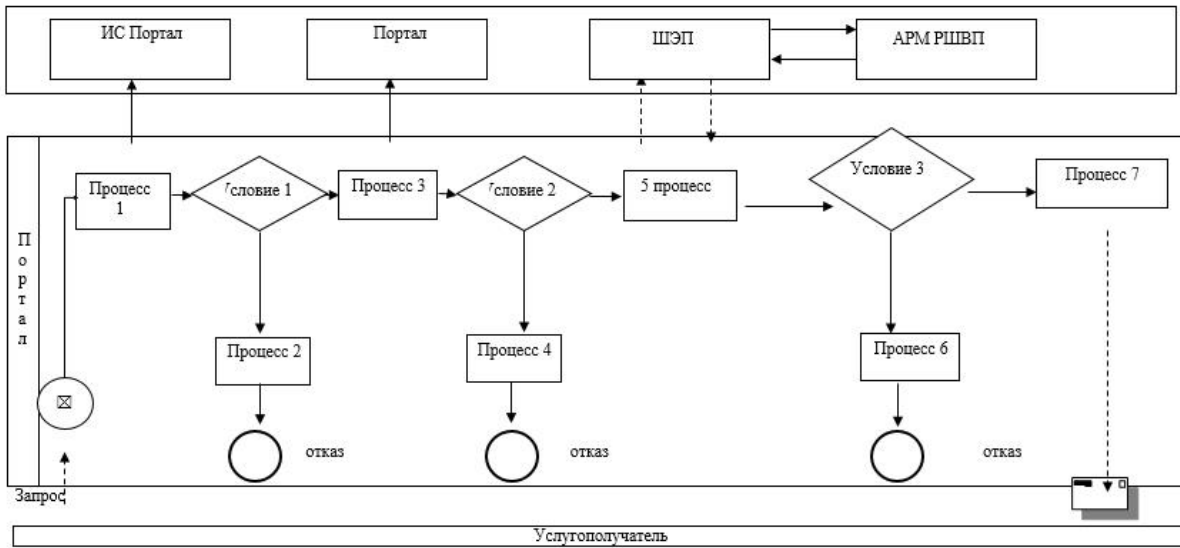 ИС Портал
Портал
ШЭП
АРМ РШВП
Портал
Процесс
1
Условие 1
Процесс 3
Условие 2
5 процесс
Условие 3
Процесс 7
Процесс 2
Процесс 4
Процесс 6
отказ
отказ
отказ
Запрос
Услугополучатель